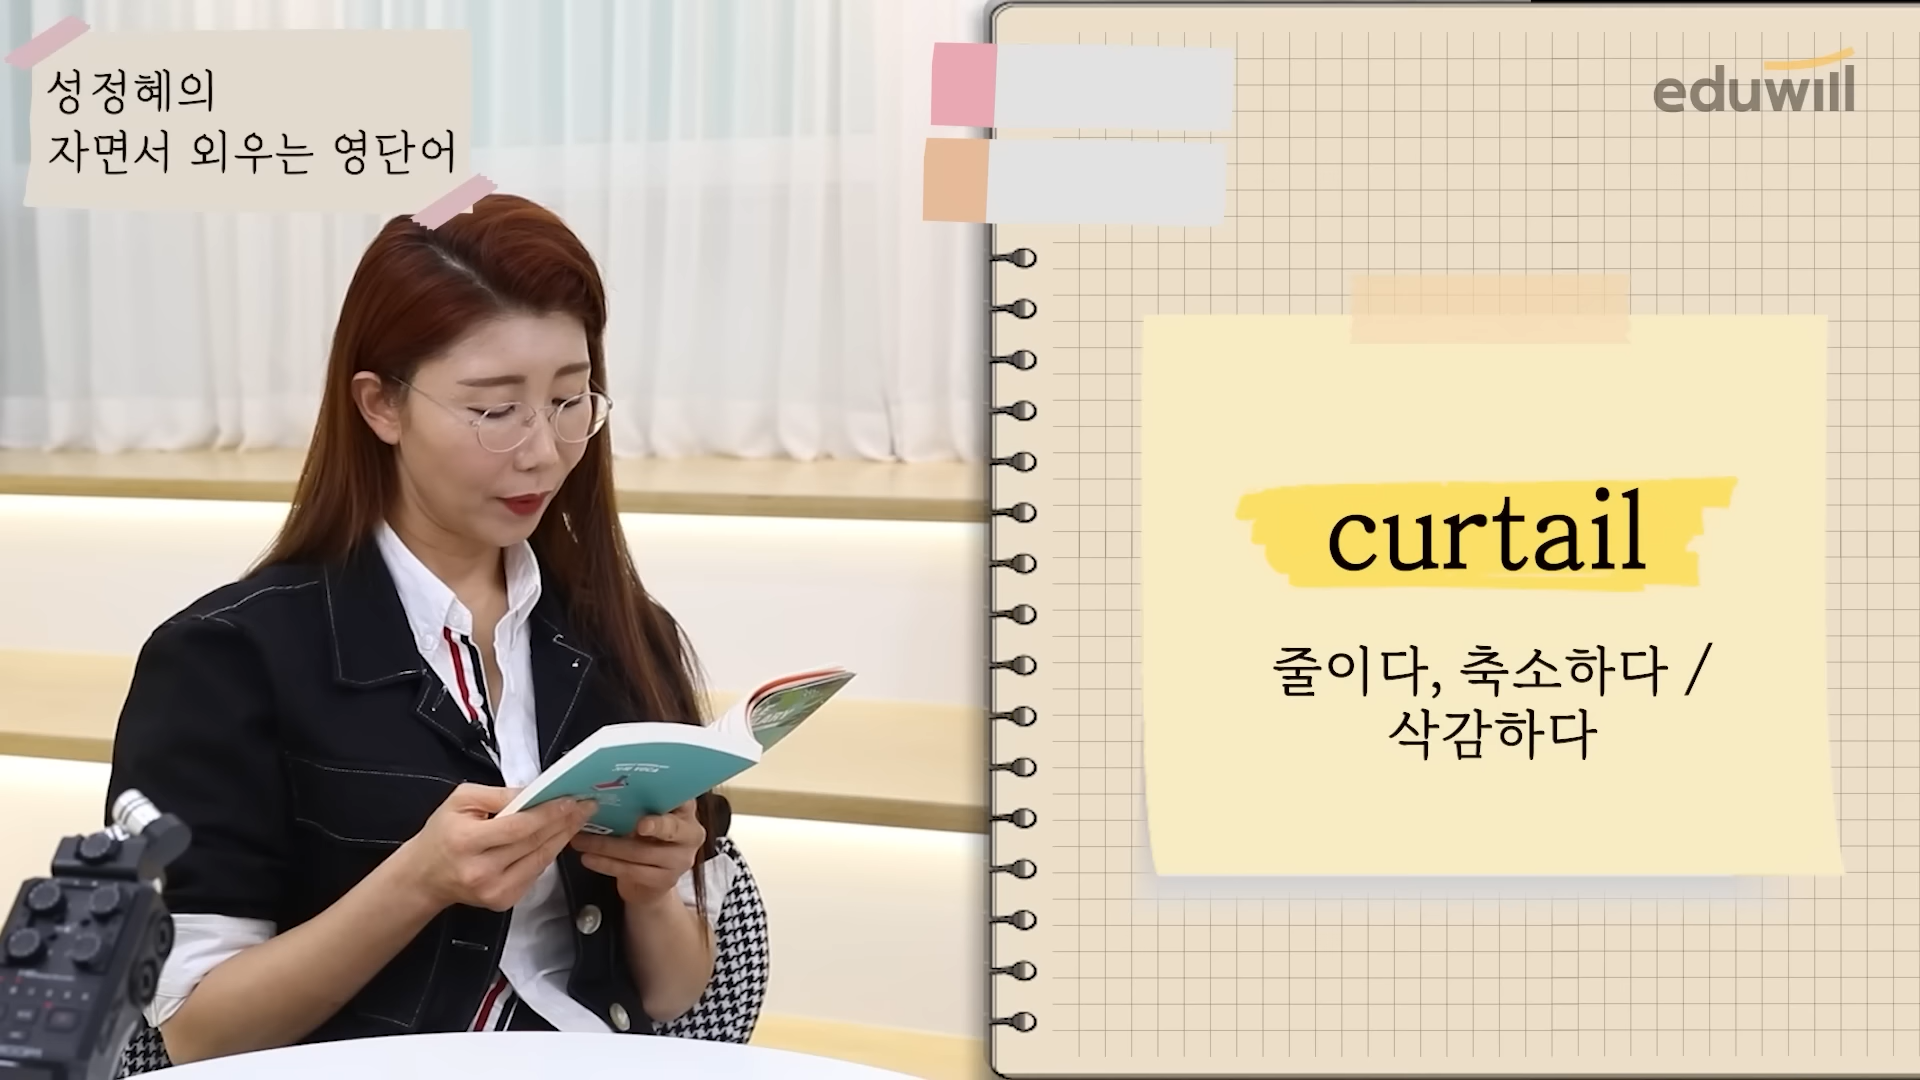 성정혜의
자면서 외우는 영단어
eduwill
curtail
줄이다, 축소하다 /
삭감하다